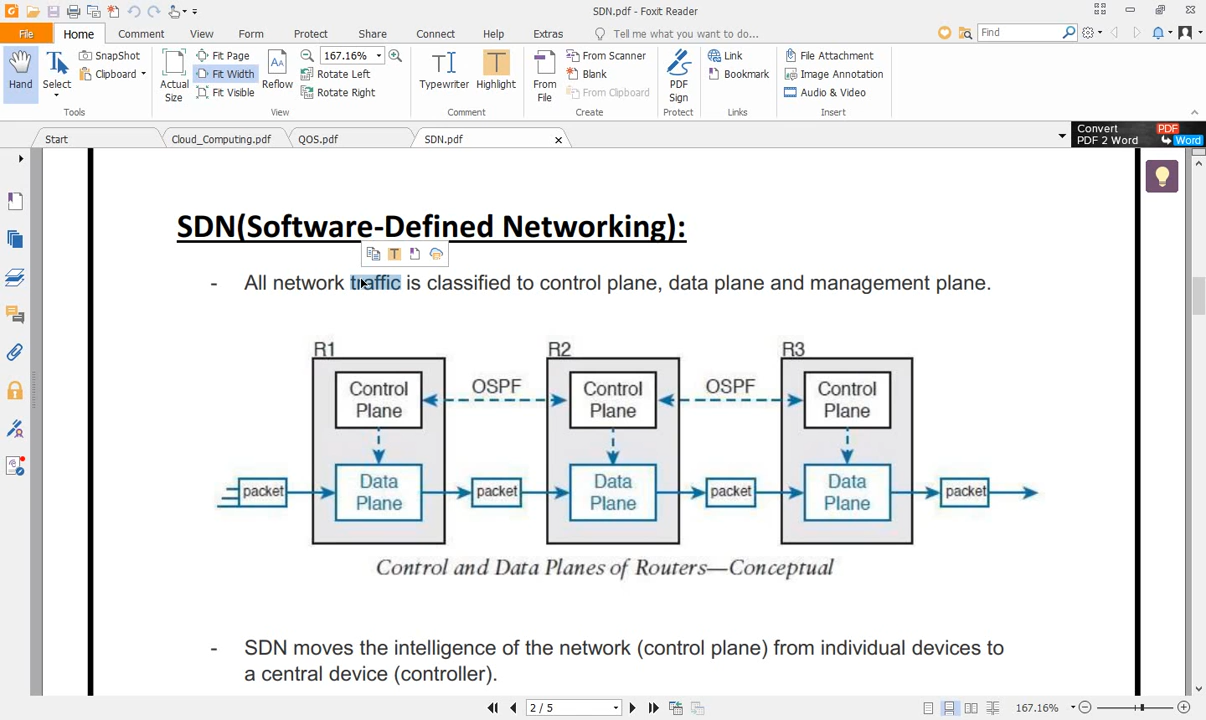 SDN.pdf - Foxit Reader
File Home Comment View Form Protect Share Connect Help Extras Tell me what you want to do... Find
Hand
Select
SnapShot
Clipboard
Tools
Actual Size
Fit Page
Fit Width
Fit Visible
Reflow
167.16%
Rotate Left
Rotate Right
View
Typewriter
Highlight
Comment
From File
From Scanner
Blank
From Clipboard
Create
PDF Sign
Protect
Link
Bookmark
Links
File Attachment
Image Annotation
Audio & Video
Insert
Start Cloud_Computing.pdf QOS.pdf SDN.pdf
Convert PDF
PDF 2 Word Word
SDN(Software-Defined Networking):
- All network traffic is classified to control plane, data plane and management plane.
R1 R2 R3
Control Plane OSPF Control Plane OSPF Control Plane
packet Data Plane packet Data Plane packet Data Plane packet
Control and Data Planes of Routers—Conceptual
- SDN moves the intelligence of the network (control plane) from individual devices to
a central device (controller).
2 / 5 167.16%